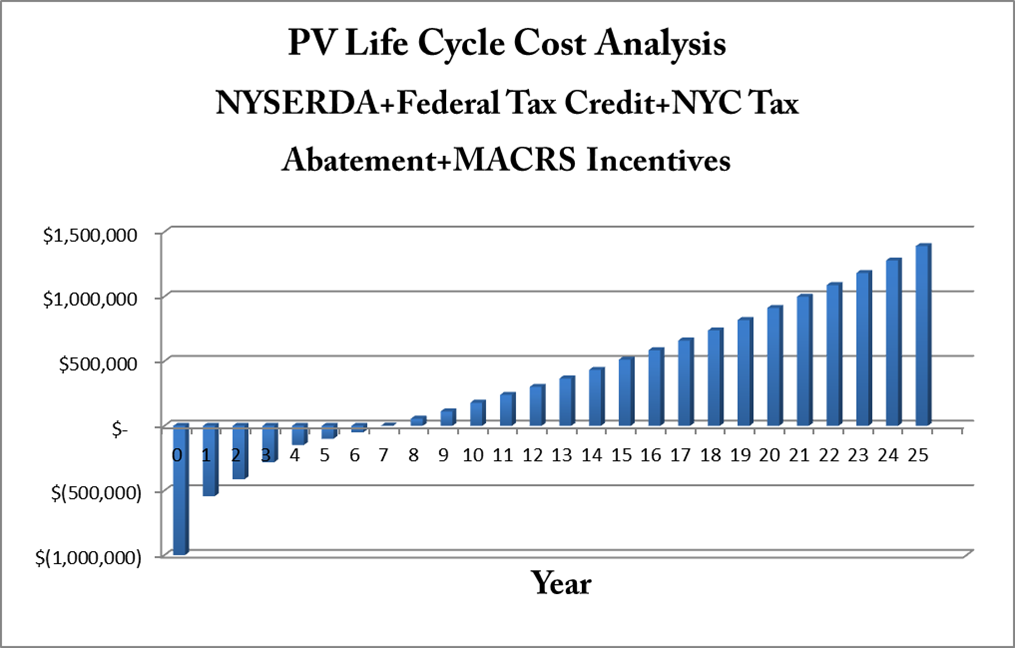 PV Life Cycle Cost Analysis
NYSERDA+Federal Tax Credit+NYC Tax
Abatement+MACRS Incentives
$1,500,000
$1,000,000
$500,000
$-
$(500,000)
$(1,000,000)
0 1 2 3 4 5 6 7 8 9 10 11 12 13 14 15 16 17 18 19 20 21 22 23 24 25
Year